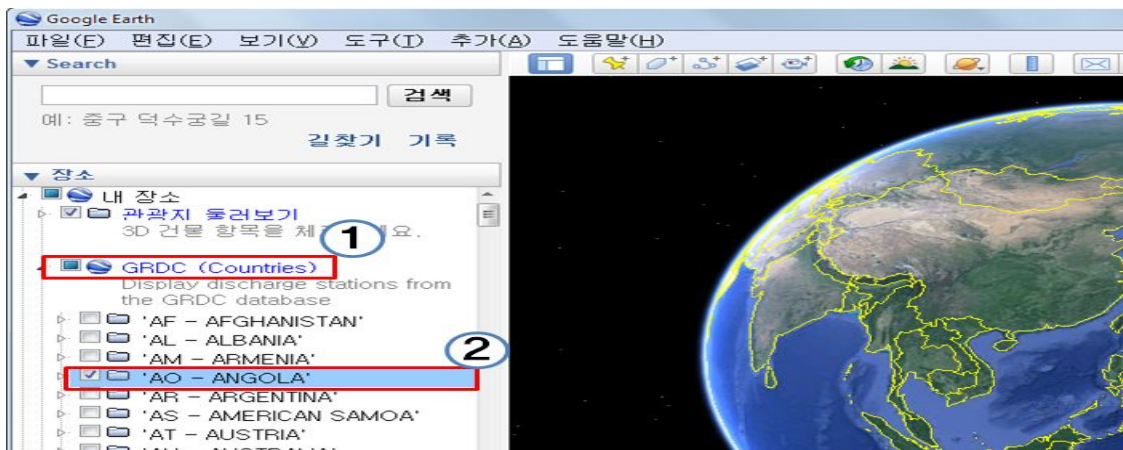 Google Earth
파일(F) 편집(E) 보기(V) 도구(T) 추가(A) 도움말(H)
Search
검색
예: 중구 덕수궁길 15
길찾기 기록
장소
내 장소
관광지 둘러보기
3D 건물 항목을
1
GRDC (Countries)
Display discharge stations from
the GRDC database
'AF - AFGHANISTAN'
'AL - ALBANIA'
2
'AM - ARMENIA'
'AO - ANGOLA'
'AR - ARGENTINA'
'AS - AMERICAN SAMOA'
'AT - AUSTRIA'